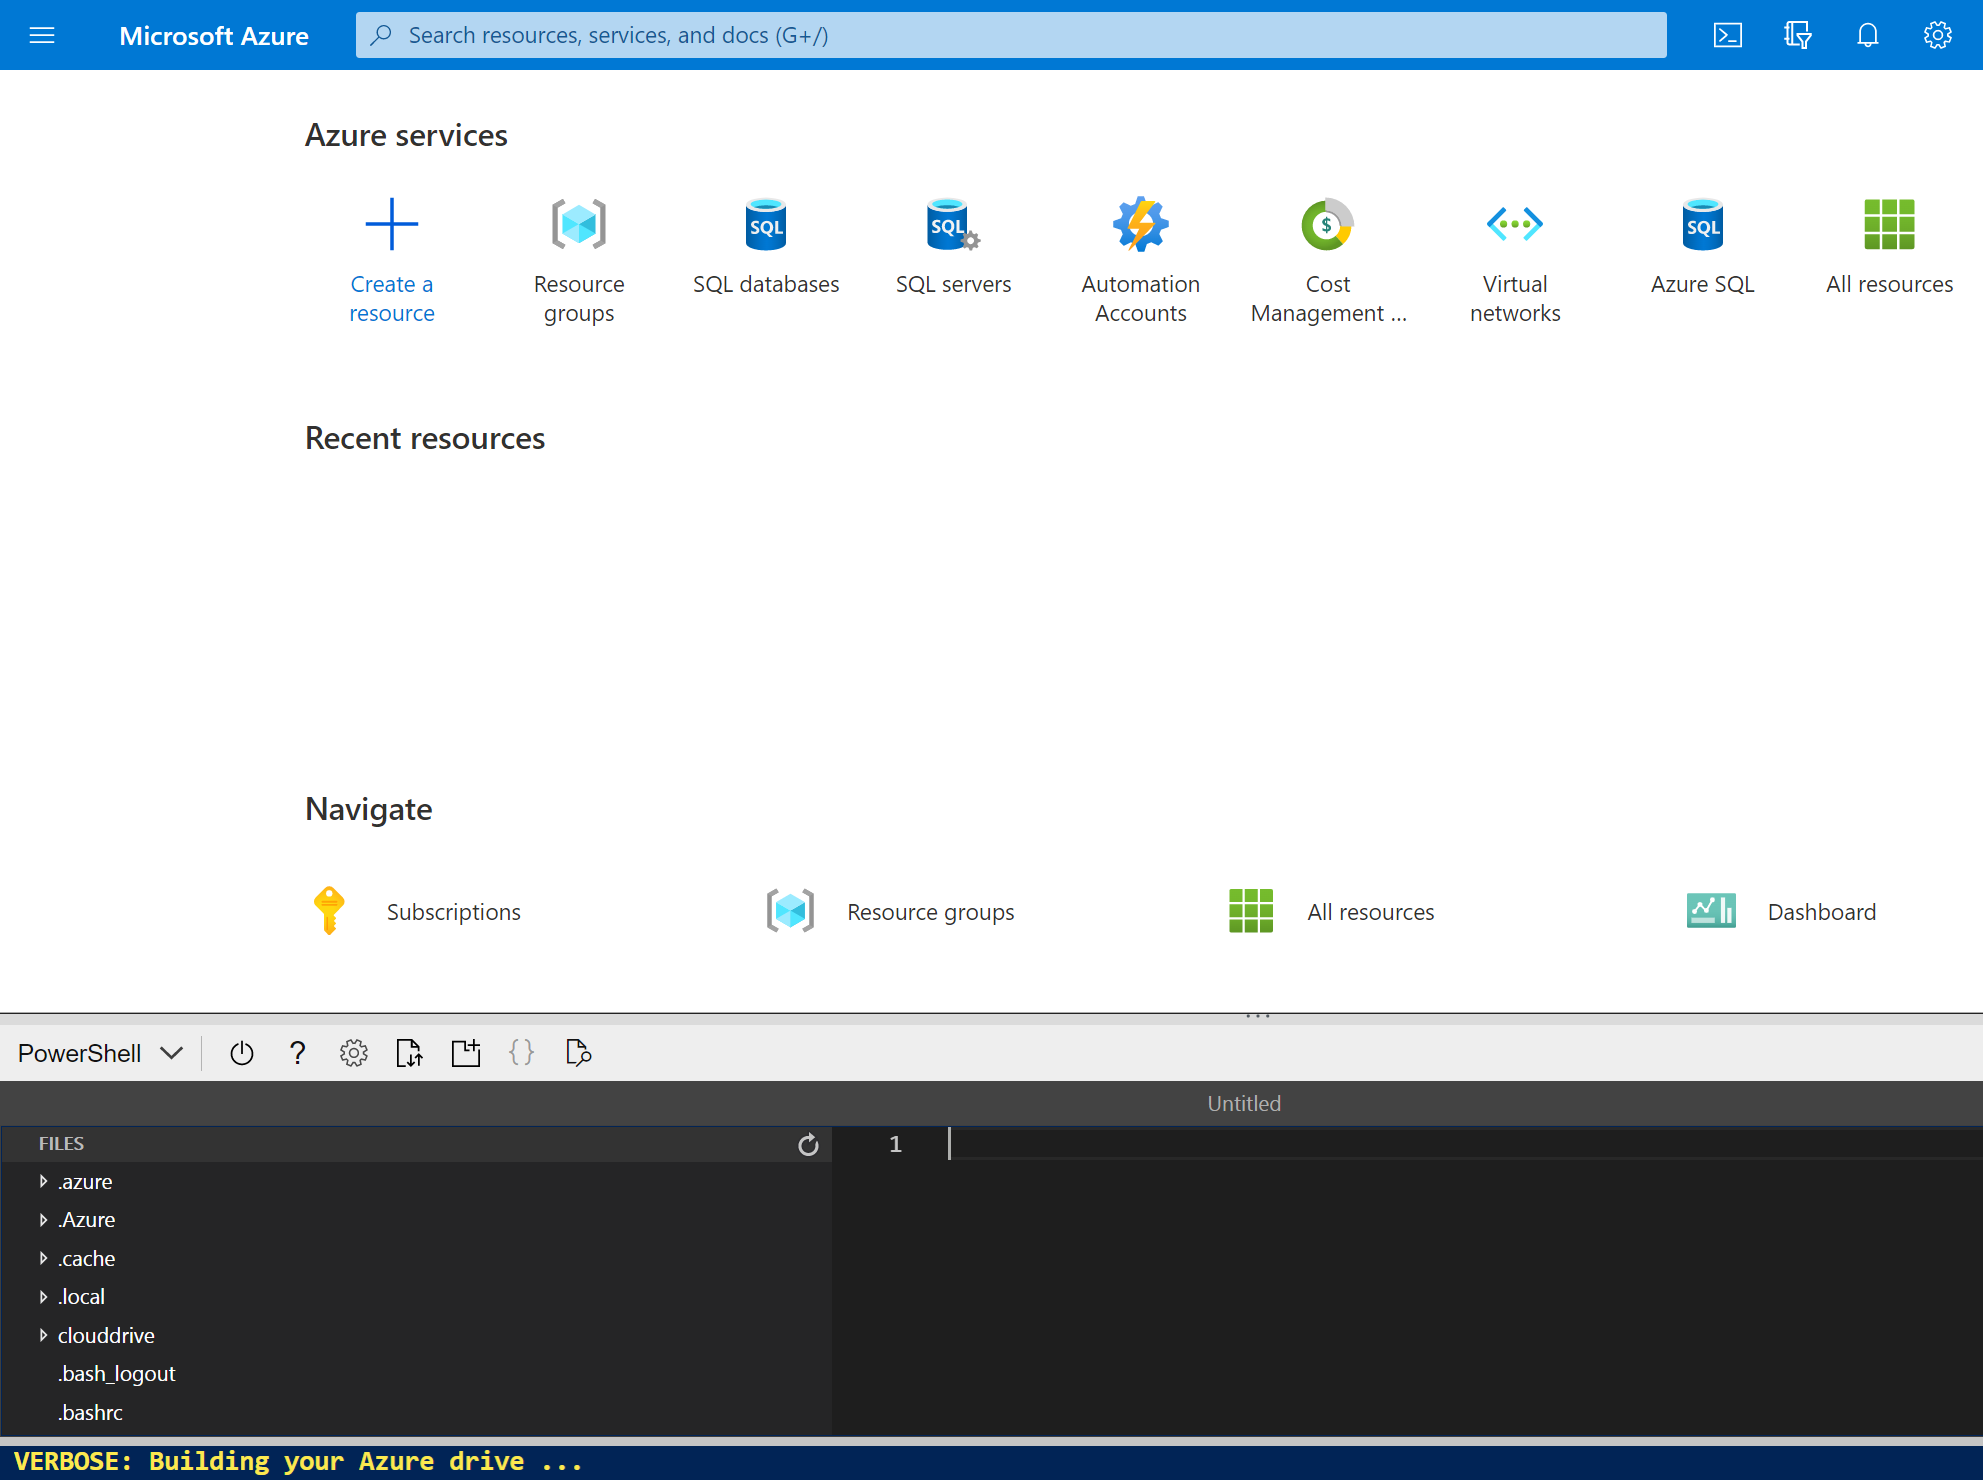 Microsoft Azure
Search resources, services, and docs (G+/)
Azure services
Create a
resource
Resource
groups
SQL databases
SQL servers
Automation
Accounts
Cost
Management ...
Virtual
networks
Azure SQL
All resources
SQL
SQL
$
SQL
Recent resources
Navigate
Subscriptions
Resource groups
All resources
Dashboard
PowerShell
?
{}
Untitled
FILES
1
.azure
.Azure
.cache
.local
clouddrive
.bash_logout
.bashrc
VERBOSE: Building your Azure drive ...